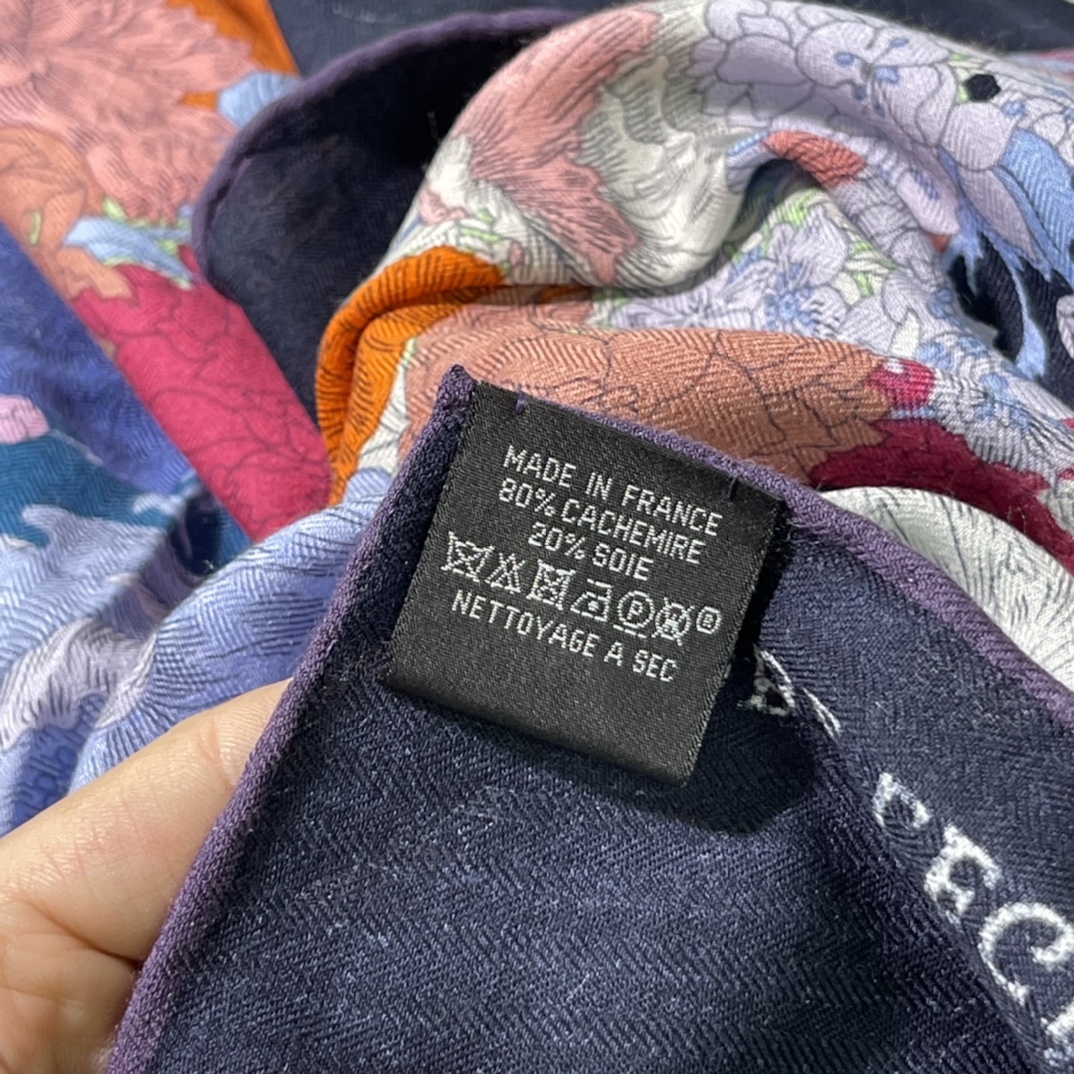 MADE IN FRANCE
80% CACHEMIRE
20% SOIE
P ®
NETTOYAGE A SEC